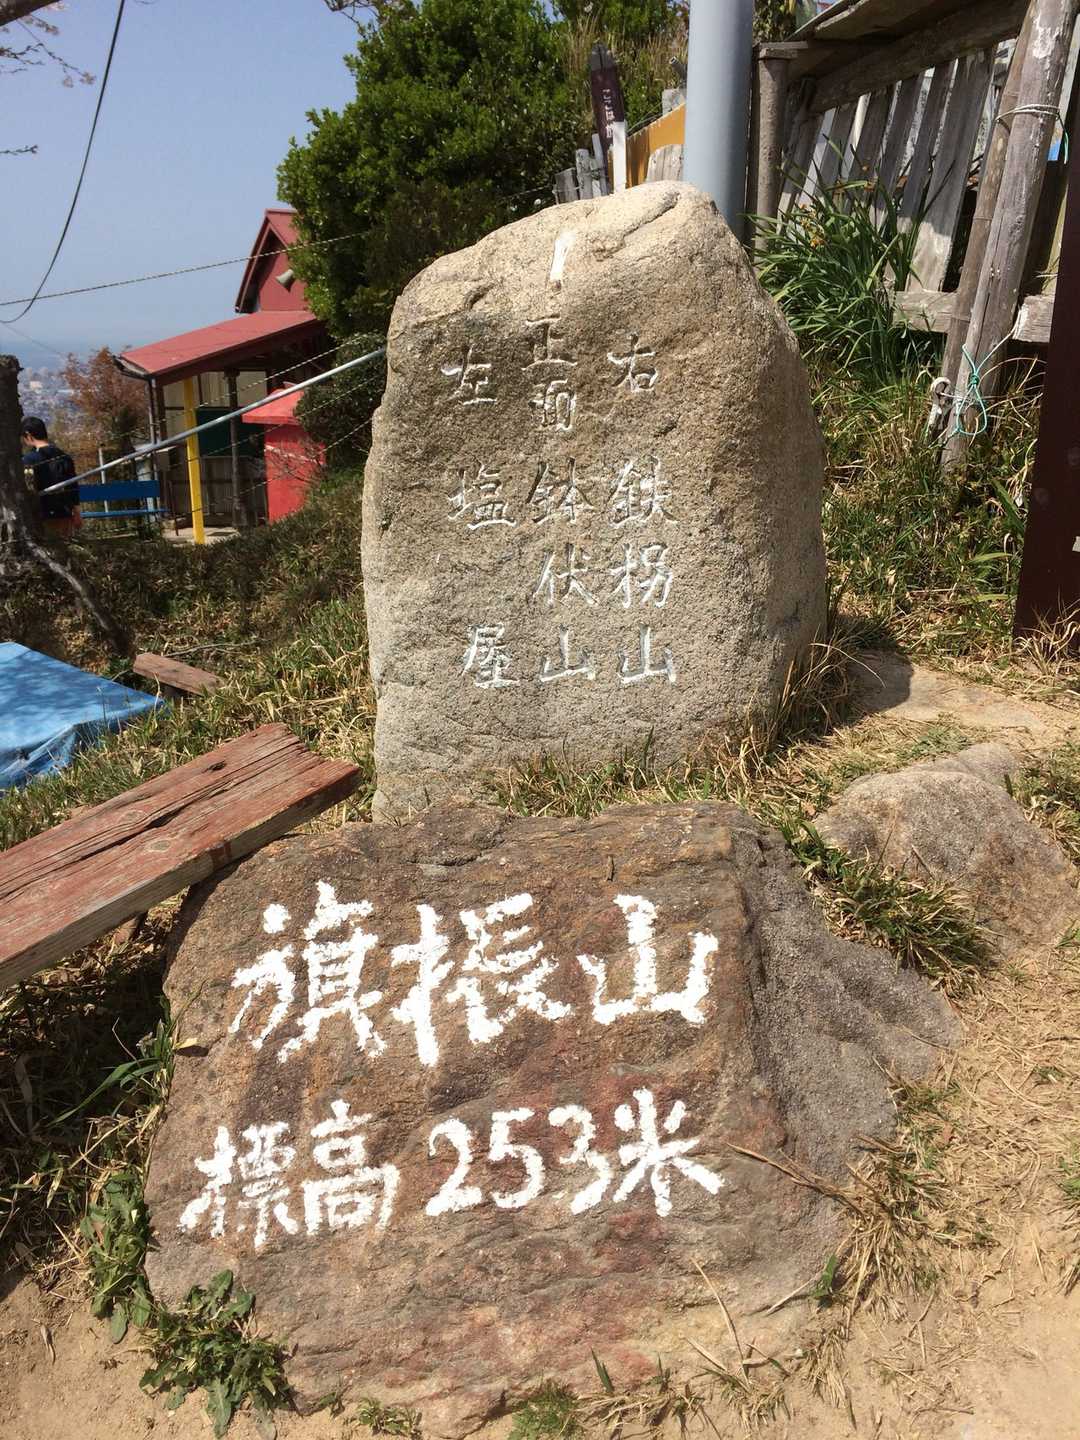 右 鉄拐山
正面 鉢伏山
左 塩屋
旗振山
標高253米